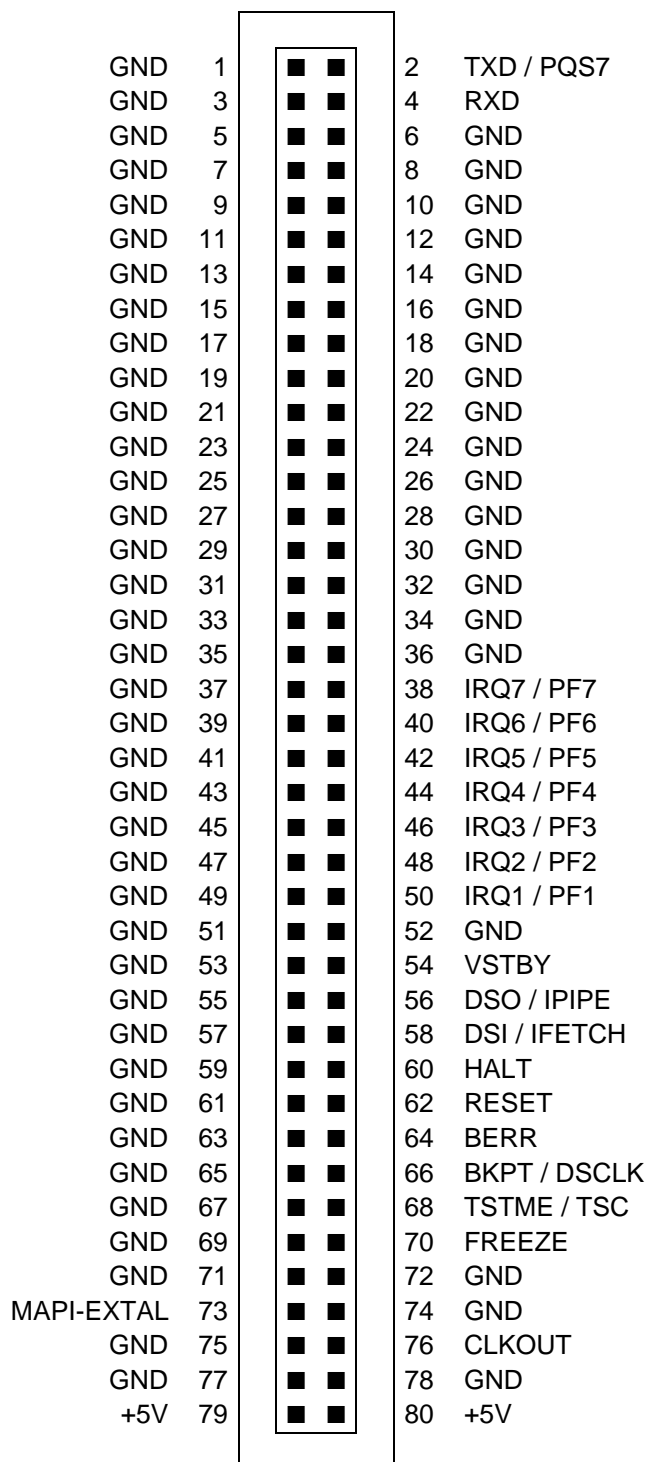 GND 1 2 TXD / PQS7
GND 3 4 RXD
GND 5 6 GND
GND 7 8 GND
GND 9 10 GND
GND 11 12 GND
GND 13 14 GND
GND 15 16 GND
GND 17 18 GND
GND 19 20 GND
GND 21 22 GND
GND 23 24 GND
GND 25 26 GND
GND 27 28 GND
GND 29 30 GND
GND 31 32 GND
GND 33 34 GND
GND 35 36 GND
GND 37 38 IRQ7 / PF7
GND 39 40 IRQ6 / PF6
GND 41 42 IRQ5 / PF5
GND 43 44 IRQ4 / PF4
GND 45 46 IRQ3 / PF3
GND 47 48 IRQ2 / PF2
GND 49 50 IRQ1 / PF1
GND 51 52 GND
GND 53 54 VSTBY
GND 55 56 DSO / IPIPE
GND 57 58 DSI / IFETCH
GND 59 60 HALT
GND 61 62 RESET
GND 63 64 BERR
GND 65 66 BKPT / DSCLK
GND 67 68 TSTME / TSC
GND 69 70 FREEZE
GND 71 72 GND
MAPI-EXTAL 73 74 GND
GND 75 76 CLKOUT
GND 77 78 GND
+5V 79 80 +5V